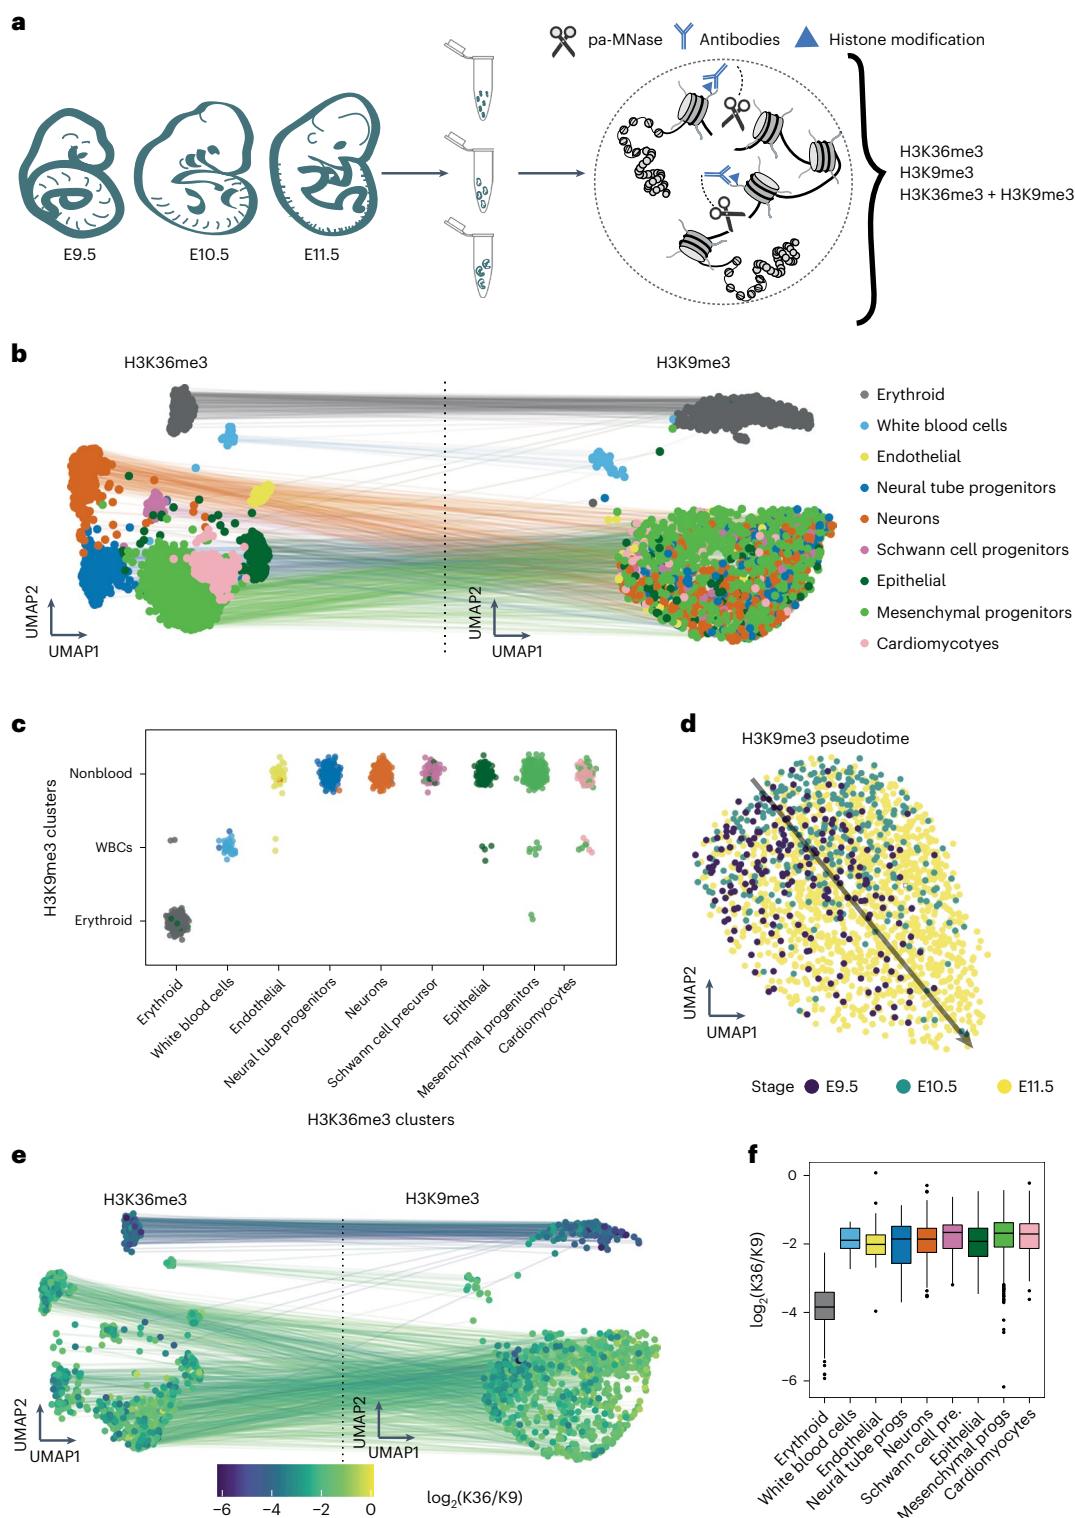 a
pa-MNase
Antibodies
Histone modification
H3K36me3
H3K9me3
H3K36me3 + H3K9me3
E9.5
E10.5
E11.5
b
H3K36me3
H3K9me3
Erythroid
White blood cells
Endothelial
Neural tube progenitors
Neurons
Schwann cell progenitors
Epithelial
Mesenchymal progenitors
Cardiomycotyes
UMAP2
UMAP1
UMAP2
UMAP1
c
H3K9me3 clusters
Nonblood
WBCs
Erythroid
Erythroid
White blood cells
Endothelial
Neural tube progenitors
Neurons
Schwann cell precursor
Epithelial
Mesenchymal progenitors
Cardiomyocytes
H3K36me3 clusters
d
H3K9me3 pseudotime
UMAP2
UMAP1
Stage
E9.5
E10.5
E11.5
e
H3K36me3
H3K9me3
UMAP2
UMAP1
UMAP2
UMAP1
−6
−4
−2
0
log2(K36/K9)
f
log2(K36/K9)
0
−2
−4
−6
Erythroid
White blood cells
Endothelial
Neural tube progs
Neurons
Schwann cell pre.
Epithelial
Mesenchymal progs
Cardiomyocytes